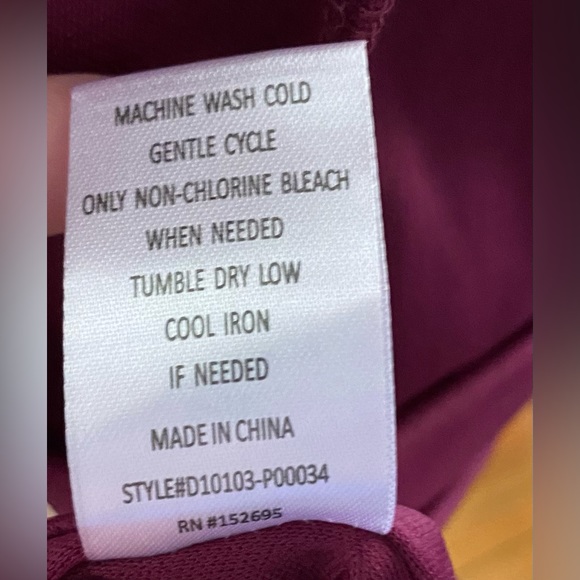 MACHINE WASH COLD
GENTLE CYCLE
ONLY NON-CHLORINE BLEACH
WHEN NEEDED
TUMBLE DRY LOW
COOL IRON
IF NEEDED
MADE IN CHINA
STYLE#D10103-P00034
RN #152695